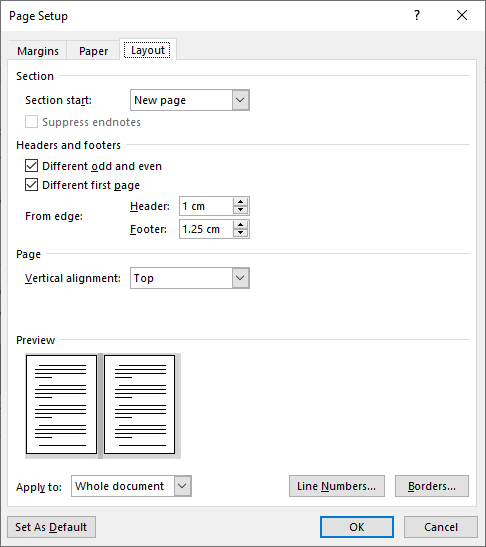 Page Setup
?
Margins Paper Layout
Section
Section start: New page
Suppress endnotes
Headers and footers
Different odd and even
Different first page
From edge: Header: 1 cm
Footer: 1.25 cm
Page
Vertical alignment: Top
Preview
Apply to: Whole document Line Numbers... Borders...
Set As Default OK Cancel